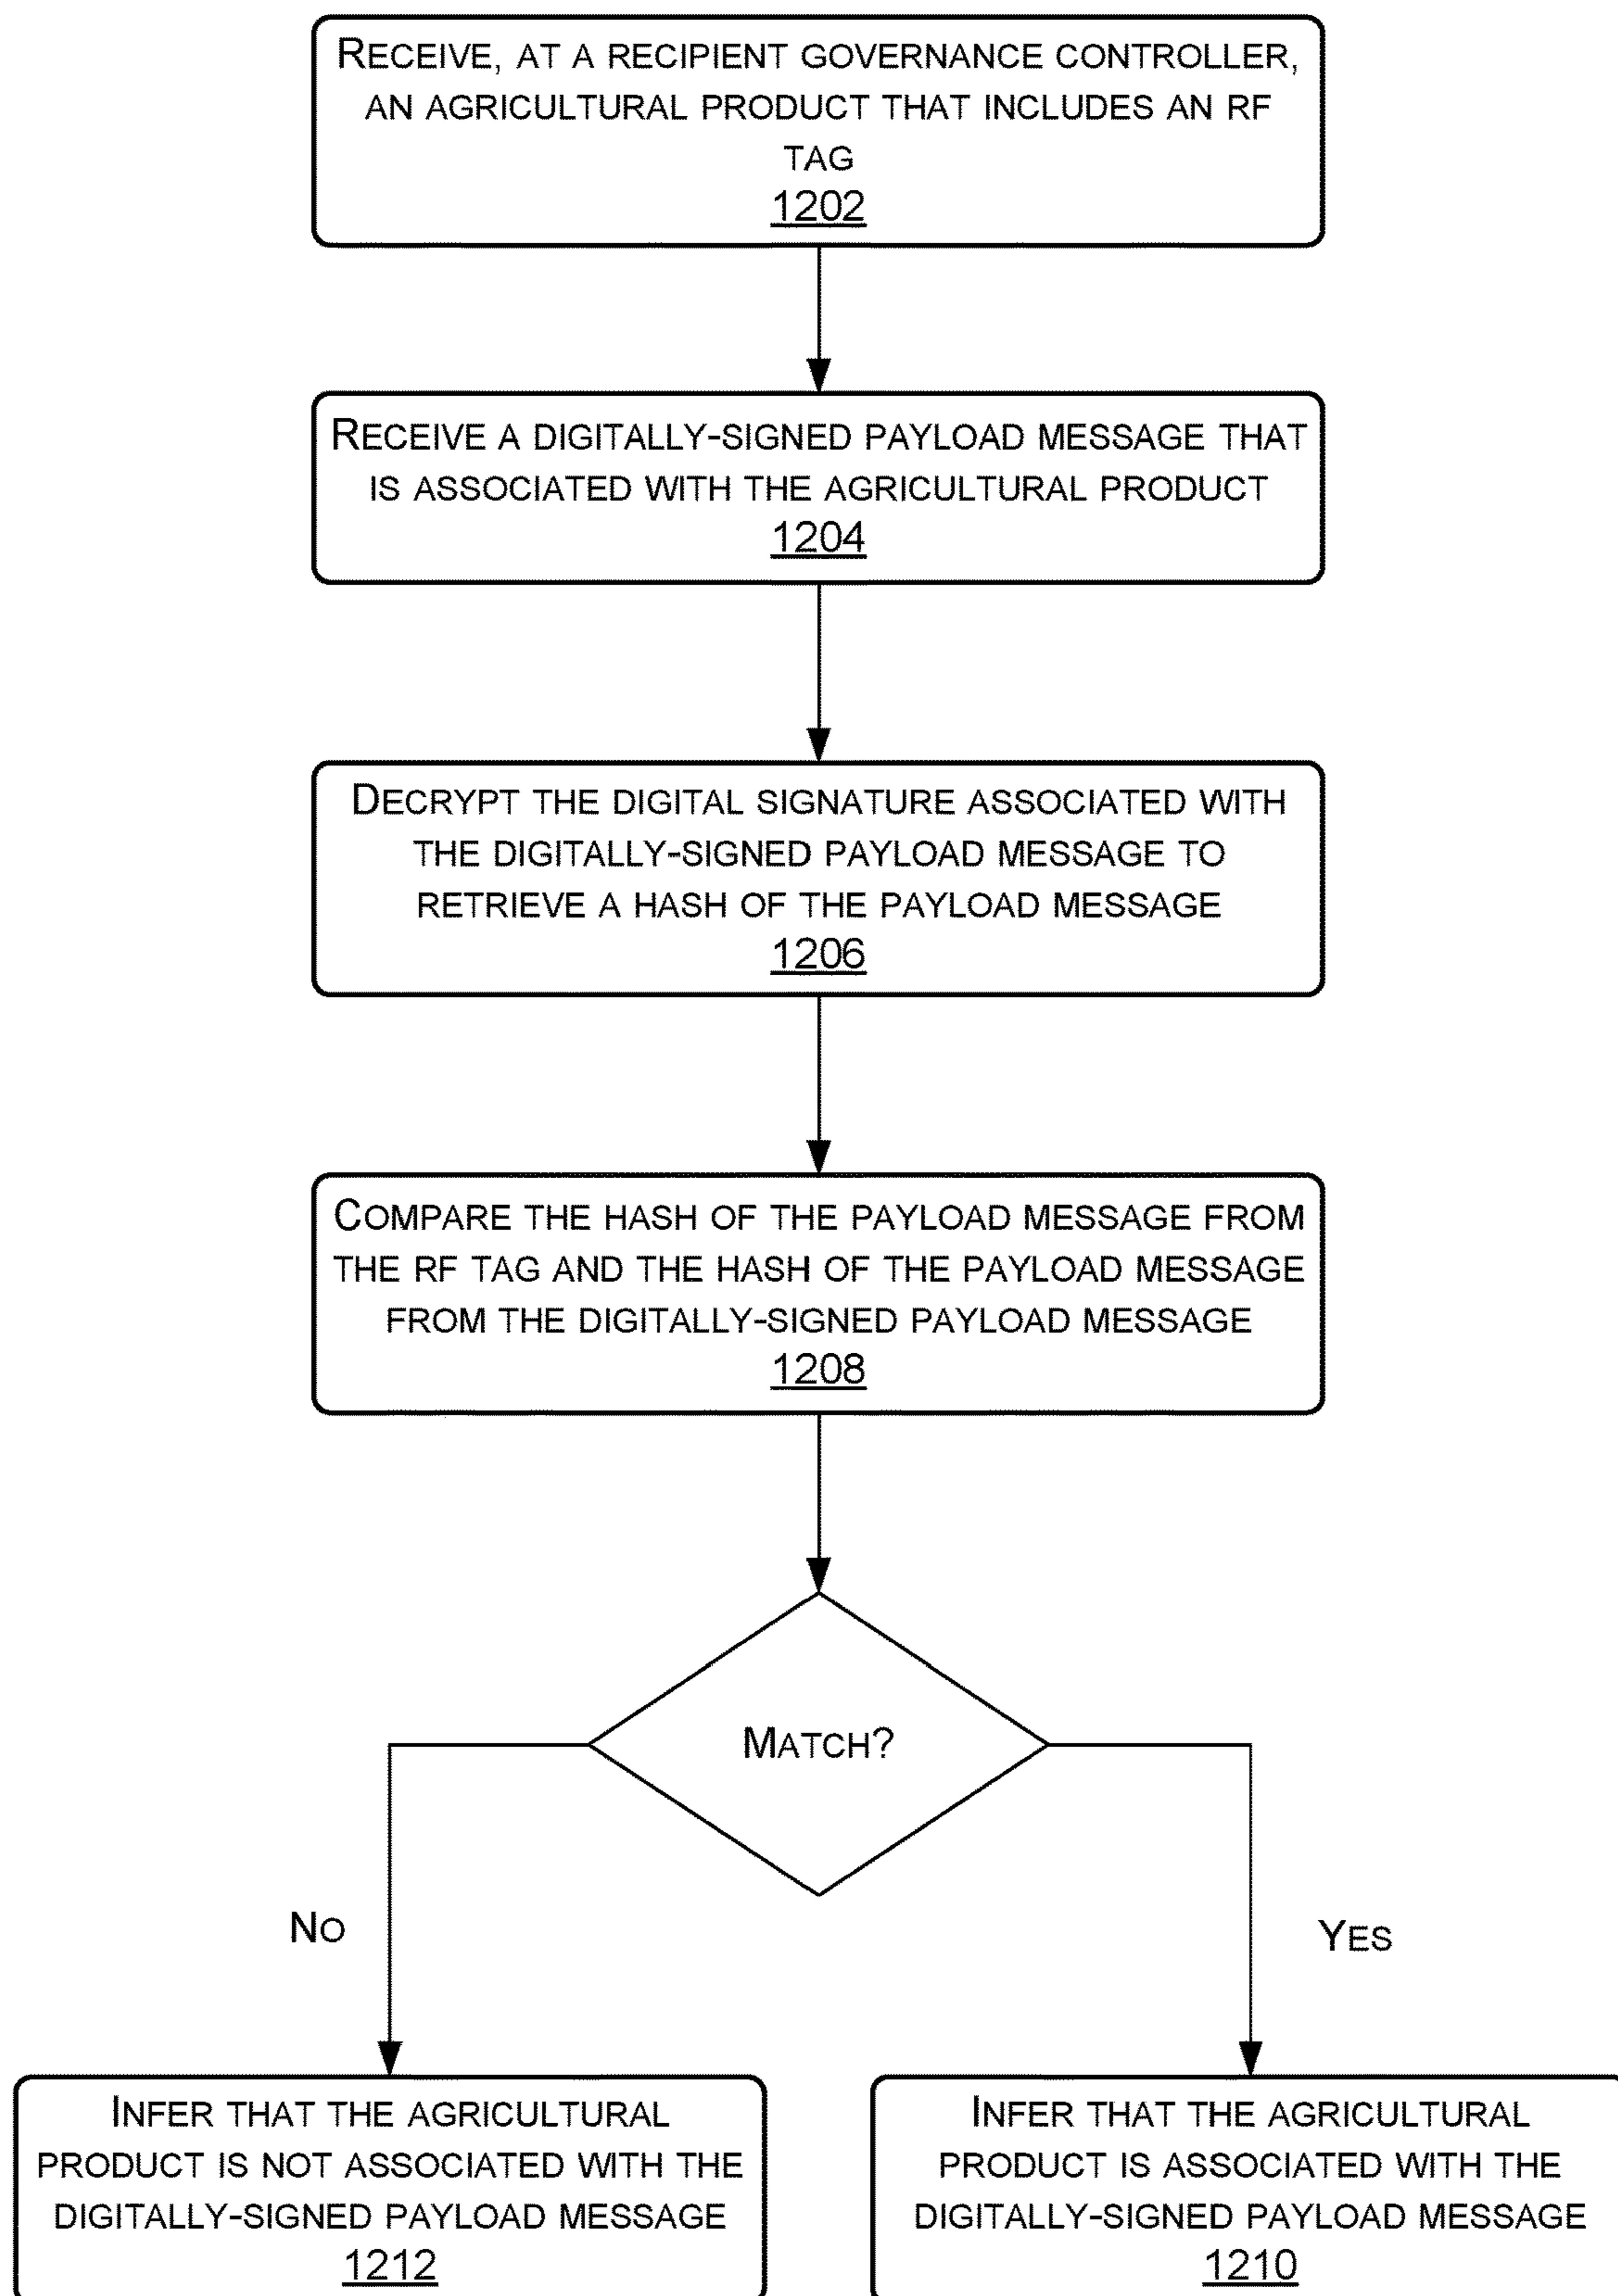 RECEIVE, AT A RECIPIENT GOVERNANCE CONTROLLER,
AN AGRICULTURAL PRODUCT THAT INCLUDES AN RF
TAG
1202
RECEIVE A DIGITALLY-SIGNED PAYLOAD MESSAGE THAT
IS ASSOCIATED WITH THE AGRICULTURAL PRODUCT
1204
DECRYPT THE DIGITAL SIGNATURE ASSOCIATED WITH
THE DIGITALLY-SIGNED PAYLOAD MESSAGE TO
RETRIEVE A HASH OF THE PAYLOAD MESSAGE
1206
COMPARE THE HASH OF THE PAYLOAD MESSAGE FROM
THE RF TAG AND THE HASH OF THE PAYLOAD MESSAGE
FROM THE DIGITALLY-SIGNED PAYLOAD MESSAGE
1208
MATCH?
NO
YES
INFER THAT THE AGRICULTURAL
PRODUCT IS NOT ASSOCIATED WITH THE
DIGITALLY-SIGNED PAYLOAD MESSAGE
1212
INFER THAT THE AGRICULTURAL
PRODUCT IS ASSOCIATED WITH THE
DIGITALLY-SIGNED PAYLOAD MESSAGE
1210